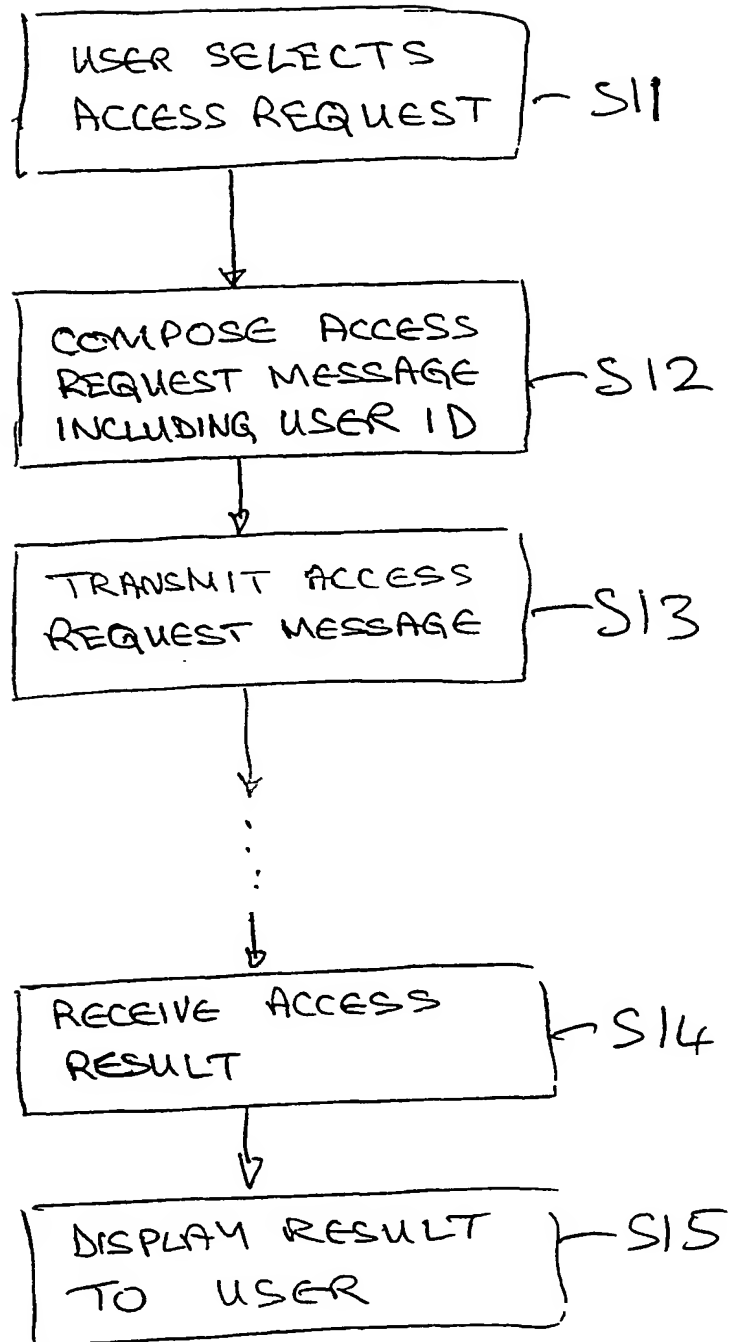 USER SELECTS
ACCESS REQUEST
S11
COMPOSE ACCESS
REQUEST MESSAGE
INCLUDING USER ID
S12
TRANSMIT ACCESS
REQUEST MESSAGE
S13
RECEIVE ACCESS
RESULT
S14
DISPLAY RESULT
TO USER
S15